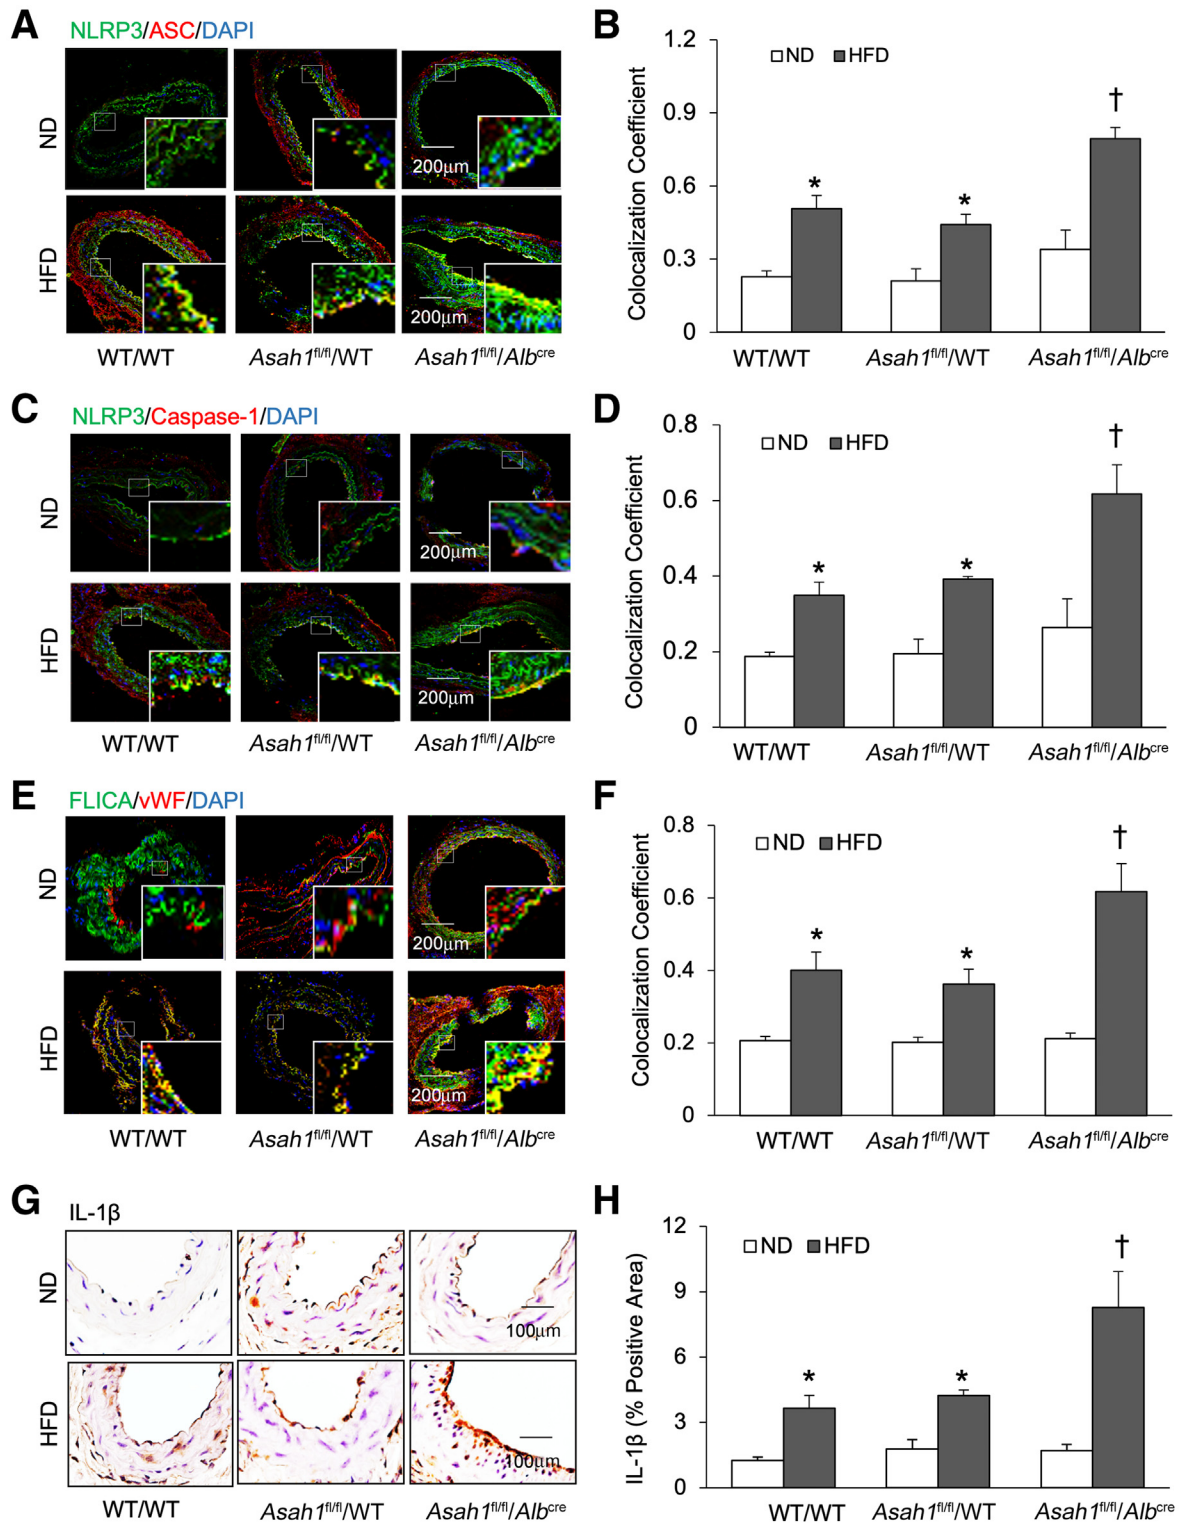 A
NLRP3/ASC/DAPI
ND
200μm
HFD
200μm
WT/WT
Asah1fl/fl/WT
Asah1fl/fl/Albcre
B
Colocalization Coefficient
1.2
0.9
0.6
0.3
0
ND
HFD
*
*
†
WT/WT
Asah1fl/fl/WT
Asah1fl/fl/Albcre
C
NLRP3/Caspase-1/DAPI
ND
200μm
HFD
200μm
WT/WT
Asah1fl/fl/WT
Asah1fl/fl/Albcre
D
Colocalization Coefficient
0.8
0.6
0.4
0.2
0
ND
HFD
*
*
†
WT/WT
Asah1fl/fl/WT
Asah1fl/fl/Albcre
E
FLICA/vWF/DAPI
ND
200μm
HFD
200μm
WT/WT
Asah1fl/fl/WT
Asah1fl/fl/Albcre
F
Colocalization Coefficient
0.8
0.6
0.4
0.2
0
ND
HFD
*
*
†
WT/WT
Asah1fl/fl/WT
Asah1fl/fl/Albcre
G
IL-1β
ND
100μm
HFD
100μm
WT/WT
Asah1fl/fl/WT
Asah1fl/fl/Albcre
H
IL-1β (% Positive Area)
12
9
6
3
0
ND
HFD
*
*
†
WT/WT
Asah1fl/fl/WT
Asah1fl/fl/Albcre